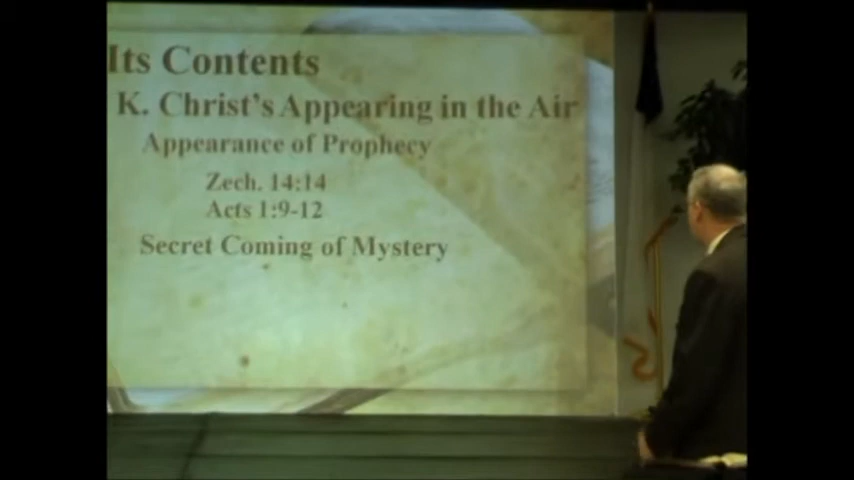 Its Contents
K. Christ's Appearing in the Air
Appearance of Prophecy
Zech. 14:14
Acts 1:9-12
Secret Coming of Mystery